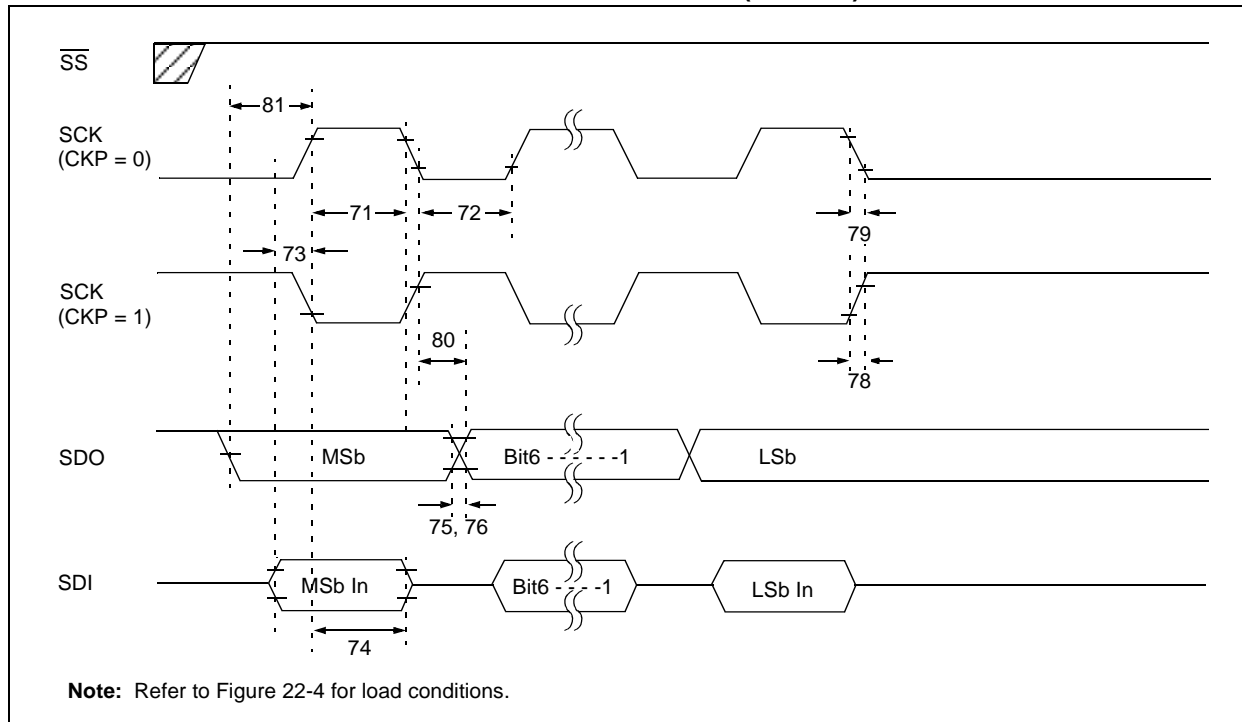 SS
81
SCK
(CKP = 0)
71
72
79
73
SCK
(CKP = 1)
80
78
SDO
MSb
Bit6 - - - - - -1
LSb
75, 76
SDI
MSb In
Bit6 - - - -1
LSb In
74
Note: Refer to Figure 22-4 for load conditions.